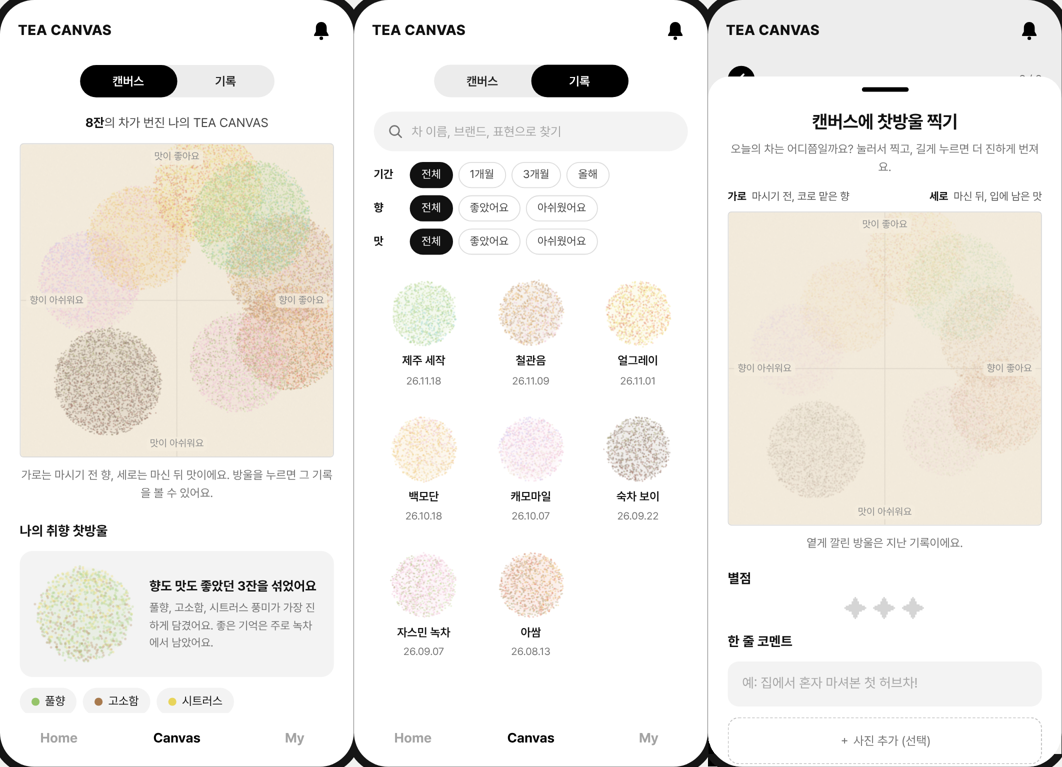 TEA CANVAS
캔버스
기록
8잔의 차가 번진 나의 TEA CANVAS
맛이 좋아요
향이 아쉬워요
향이 좋아요
맛이 아쉬워요
가로는 마시기 전 향, 세로는 마신 뒤 맛이에요. 방울을 누르면 그 기록
을 볼 수 있어요.
나의 취향 찻방울
향도 맛도 좋았던 3잔을 섞었어요
풀향, 고소함, 시트러스 풍미가 가장 진
하게 담겼어요. 좋은 기억은 주로 녹차
에서 남았어요.
풀향
고소함
시트러스
Home
Canvas
My
TEA CANVAS
캔버스
기록
차 이름, 브랜드, 표현으로 찾기
기간 전체 1개월 3개월 올해
향 전체 좋았어요 아쉬웠어요
맛 전체 좋았어요 아쉬웠어요
제주 세작
26.11.18
철관음
26.11.09
얼그레이
26.11.01
백모단
26.10.18
캐모마일
26.10.07
숙차 보이
26.09.22
자스민 녹차
26.09.07
아쌈
26.08.13
Home
Canvas
My
TEA CANVAS
캔버스에 찻방울 찍기
오늘의 차는 어디쯤일까요? 눌러서 찍고, 길게 누르면 더 진하게 번져
요.
가로 마시기 전, 코로 맡은 향
세로 마신 뒤, 입에 남은 맛
맛이 좋아요
향이 아쉬워요
향이 좋아요
맛이 아쉬워요
옅게 깔린 방울은 지난 기록이에요.
별점
한 줄 코멘트
예: 집에서 혼자 마셔본 첫 허브차!
+ 사진 추가 (선택)